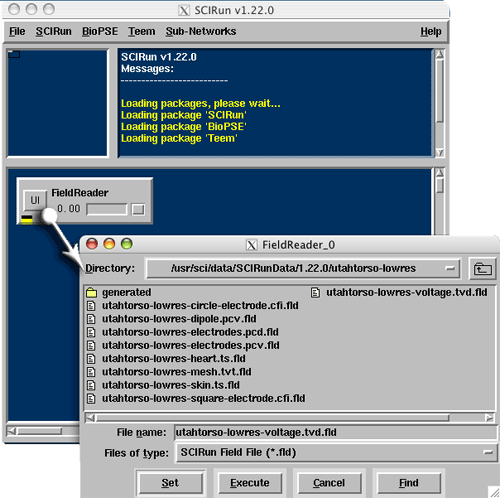 SCIRun v1.22.0
File SCIRun BioPSE Teem Sub-Networks Help
SCIRun v1.22.0
Messages:
--------------------------
Loading packages, please wait...
Loading package 'SCIRun'
Loading package 'BioPSE'
Loading package 'Teem'
FieldReader
UI 0.00
FieldReader_0
Directory: /usr/sci/data/SCIRunData/1.22.0/utahtorso-lowres
generated
utahtorso-lowres-circle-electrode.cfi.fld
utahtorso-lowres-dipole.pcv.fld
utahtorso-lowres-electrodes.pcd.fld
utahtorso-lowres-electrodes.pcv.fld
utahtorso-lowres-heart.ts.fld
utahtorso-lowres-mesh.tvt.fld
utahtorso-lowres-skin.ts.fld
utahtorso-lowres-square-electrode.cfi.fld
utahtorso-lowres-voltage.tvd.fld
File name: utahtorso-lowres-voltage.tvd.fld
Files of type: SCIRun Field File (*.fld)
Set Execute Cancel Find